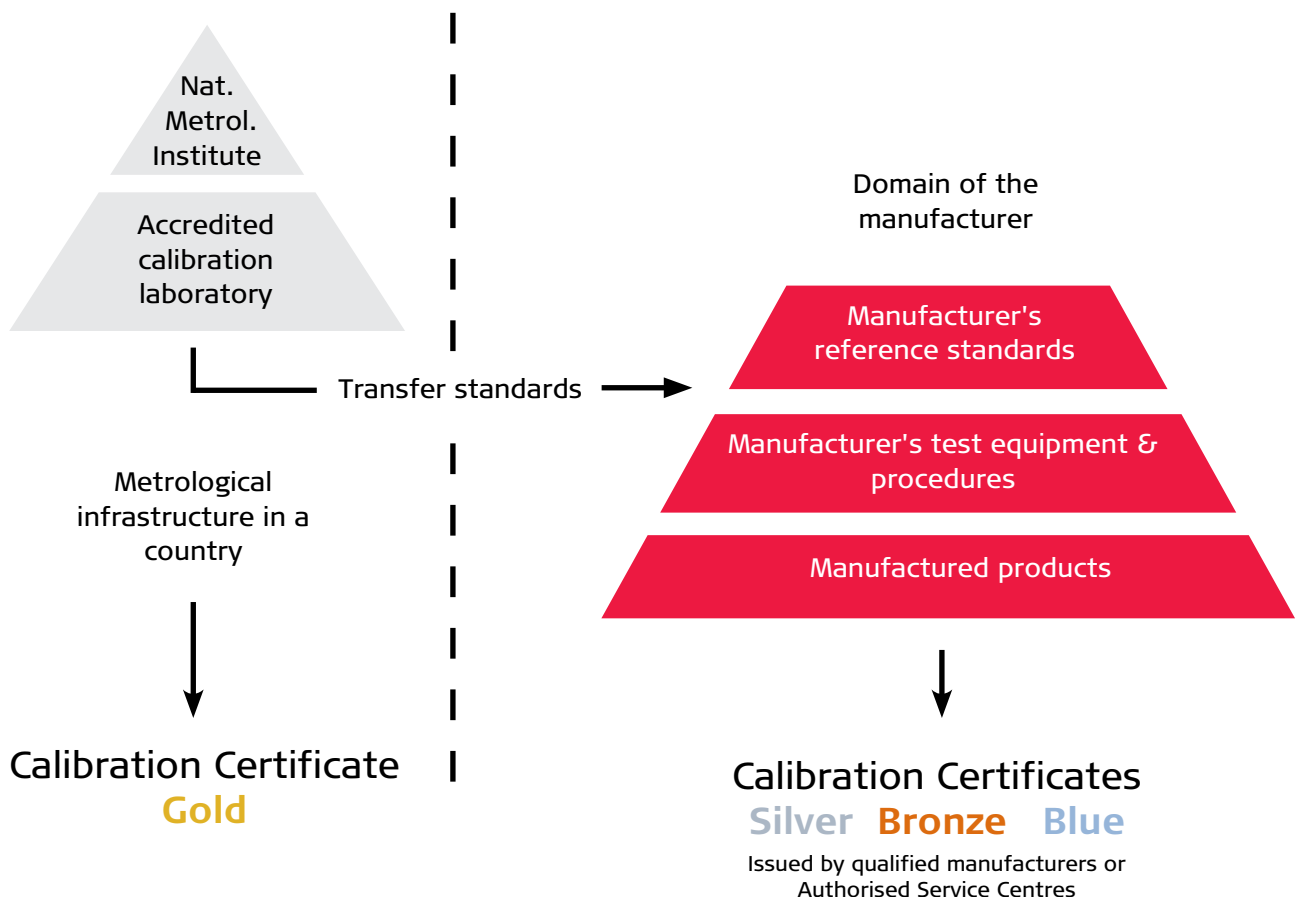 Nat.
Metrol.
Institute
Accredited
calibration
laboratory
Transfer standards
Metrological
infrastructure in a
country
Calibration Certificate
Gold
Domain of the
manufacturer
Manufacturer's
reference standards
Manufacturer's test equipment &
procedures
Manufactured products
Calibration Certificates
Silver Bronze Blue
Issued by qualified manufacturers or
Authorised Service Centres